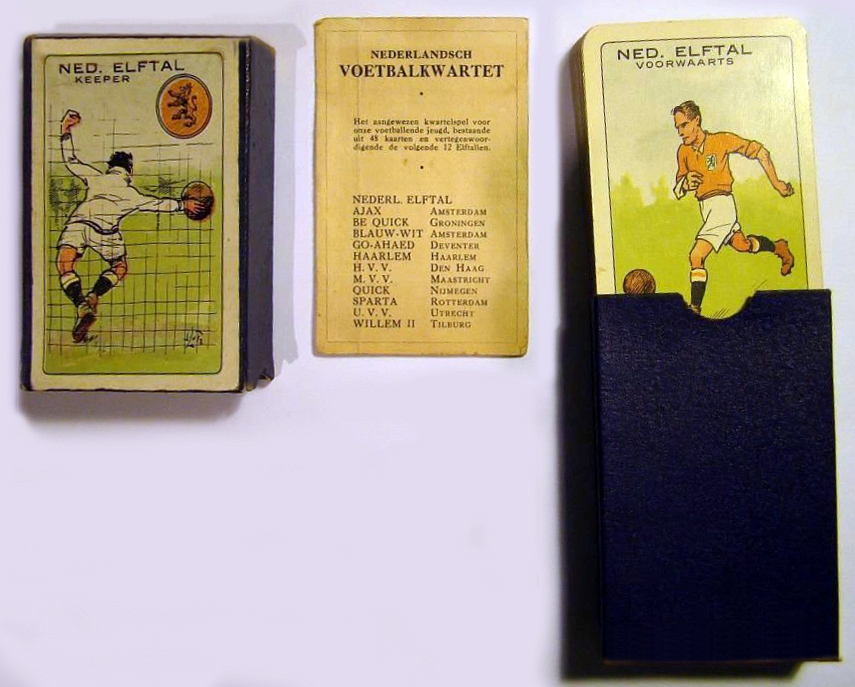 NED. ELFTAL
KEEPER
NEDERLANDSCH
VOETBALKWARTET
Het aangewezen kwartetspel voor
onze voetballende jeugd, bestaande
uit 48 kaarten en vertegenswoor-
digende de volgende 12 Elftallen.
NEDERL. ELFTAL
AJAX AMSTERDAM
BE QUICK GRONINGEN
BLAUW-WIT AMSTERDAM
GO-AHAED DEVENTER
HAARLEM HAARLEM
H. V. V. DEN HAAG
M. V. V. MAASTRICHT
QUICK NIJMEGEN
SPARTA ROTTERDAM
U. V. V. UTRECHT
WILLEM II TILBURG
NED. ELFTAL
VOORWAARTS